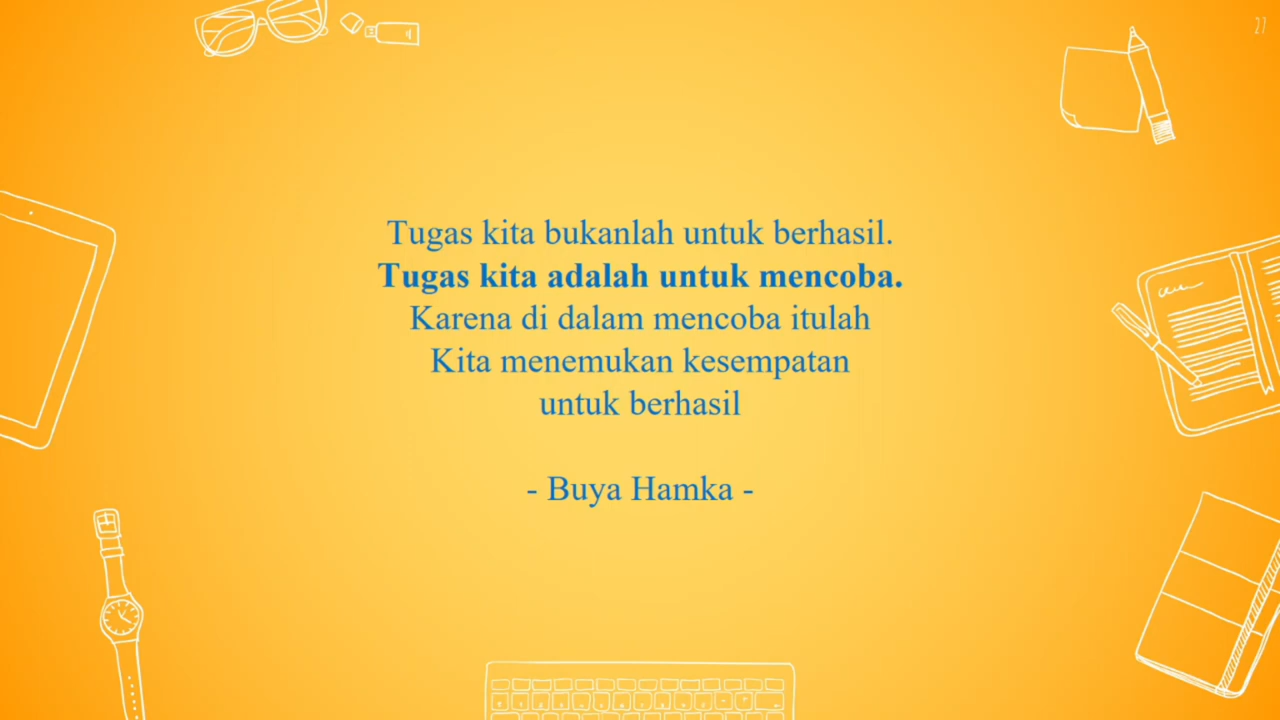 27
Tugas kita bukanlah untuk berhasil.
Tugas kita adalah untuk mencoba.
Karena di dalam mencoba itulah
Kita menemukan kesempatan
untuk berhasil
- Buya Hamka -